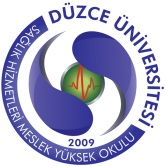 DÜZCE ÜNİVERSİTESİ
SAĞLIK HİZMETLERİ MESLEK YÜKSEK OKULU
2009